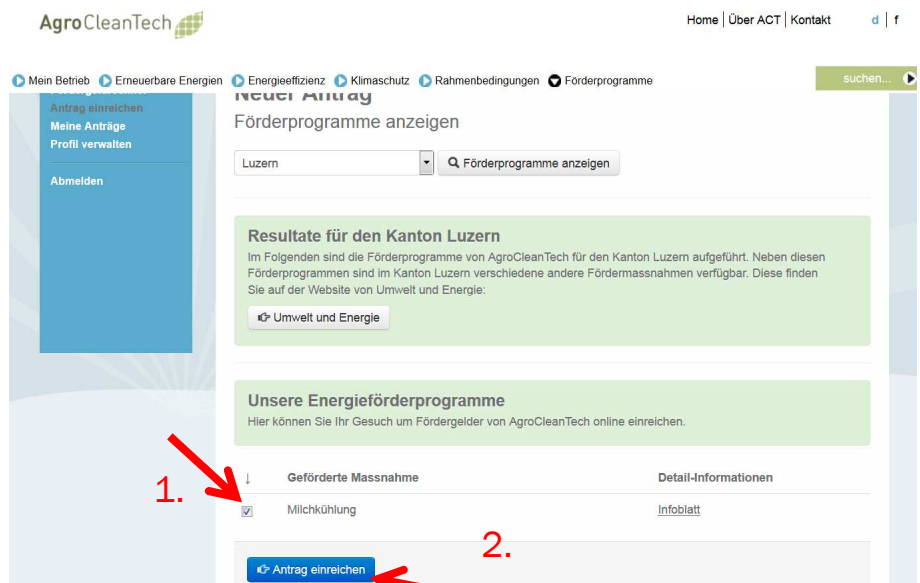 AgroCleanTech
Home | Über ACT | Kontakt d | f
Mein Betrieb Erneuerbare Energien Energieeffizienz Klimaschutz Rahmenbedingungen Förderprogramme suchen...
Neuer Antrag
Antrag einreichen
Meine Anträge
Profil verwalten
Abmelden
Förderprogramme anzeigen
Luzern Förderprogramme anzeigen
Resultate für den Kanton Luzern
Im Folgenden sind die Förderprogramme von AgroCleanTech für den Kanton Luzern aufgeführt. Neben diesen
Förderprogrammen sind im Kanton Luzern verschiedene andere Fördermassnahmen verfügbar. Diese finden
Sie auf der Website von Umwelt und Energie:
Umwelt und Energie
Unsere Energieförderprogramme
Hier können Sie Ihr Gesuch um Fördergelder von AgroCleanTech online einreichen.
1.
↓ Geförderte Massnahme Detail-Informationen
Milchkühlung Infoblatt
2.
Antrag einreichen